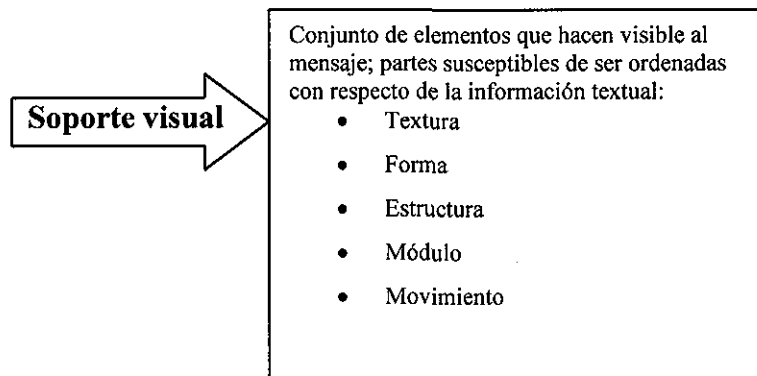 Soporte visual
Conjunto de elementos que hacen visible al
mensaje; partes susceptibles de ser ordenadas
con respecto de la información textual:
• Textura
• Forma
• Estructura
• Módulo
• Movimiento